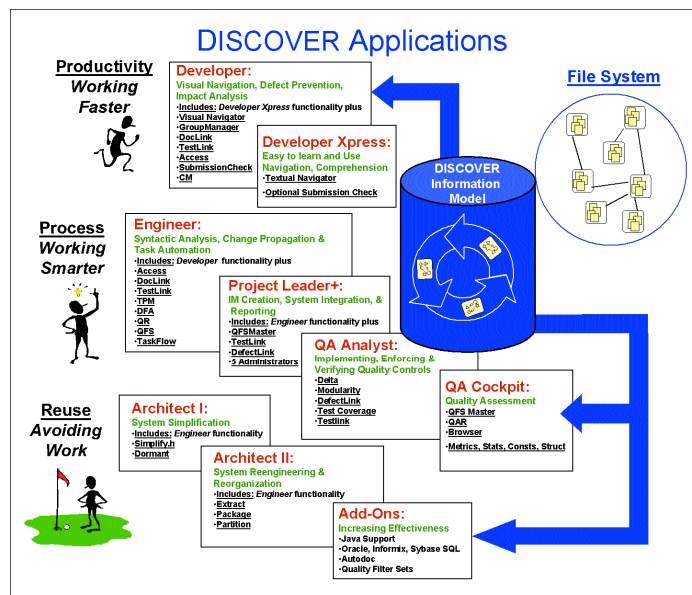 DISCOVER Applications
Productivity
Working
Faster
Developer:
Visual Navigation, Defect Prevention,
Impact Analysis
·Includes: Developer Xpress functionality plus
·Visual Navigator
·GroupManager
·DocLink
·TestLink
·Access
·SubmissionCheck
·CM
Developer Xpress:
Easy to learn and Use
Navigation, Comprehension
·Textual Navigator
·Optional Submission Check
DISCOVER
Information
Model
File System
Process
Working
Smarter
Engineer:
Syntactic Analysis, Change Propagation &
Task Automation
·Includes: Developer functionality plus
·Access
·DocLink
·TestLink
·TPM
·DFA
·QR
·QFS
·TaskFlow
Project Leader+:
IM Creation, System Integration, &
Reporting
·Includes: Engineer functionality plus
·QFSMaster
·TestLink
·DefectLink
·5 Administrators
QA Analyst:
Implementing, Enforcing &
Verifying Quality Controls
·Delta
·Modularity
·DefectLink
·Test Coverage
·Testlink
QA Cockpit:
Quality Assessment
·QFS Master
·QAR
·Browser
·Metrics, Stats, Consts, Struct
Reuse
Avoiding
Work
Architect I:
System Simplification
·Includes: Engineer functionality
·Simplify.h
·Dormant
Architect II:
System Reengineering &
Reorganization
·Includes: Engineer functionality
·Extract
·Package
·Partition
Add-Ons:
Increasing Effectiveness
·Java Support
·Oracle, Informix, Sybase SQL
·Autodoc
·Quality Filter Sets